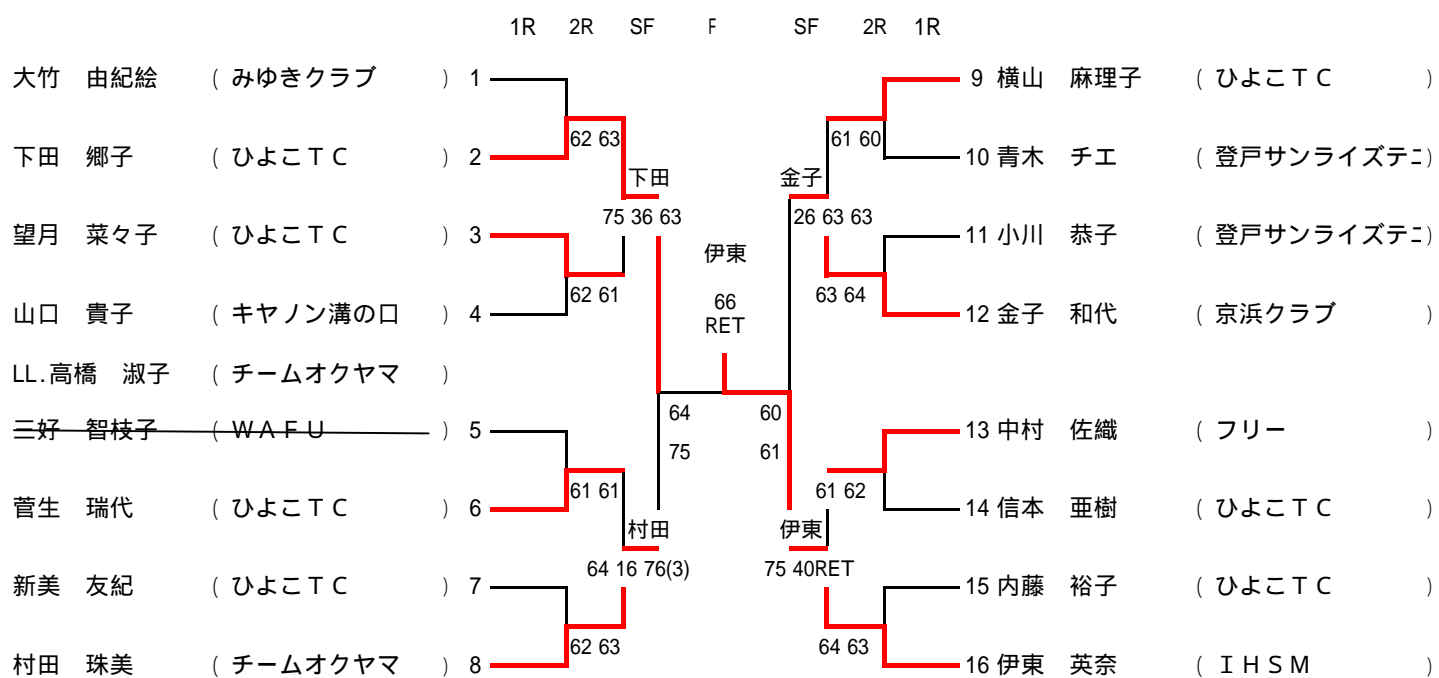 1R 2R SF F SF 2R 1R
大竹 由紀絵 ( みゆきクラブ ) 1
9 横山 麻理子 ( ひよこTC )
62 63
61 60
下田 郷子 ( ひよこTC ) 2
10 青木 チエ ( 登戸サンライズテニ)
下田
金子
75 36 63
26 63 63
望月 菜々子 ( ひよこTC ) 3
11 小川 恭子 ( 登戸サンライズテニ)
伊東
62 61
63 64
66
RET
山口 貴子 ( キヤノン溝の口 ) 4
12 金子 和代 ( 京浜クラブ )
LL.高橋 淑子 ( チームオクヤマ )
64
75
60
61
三好 智枝子 ( WAFU ) 5
13 中村 佐織 ( フリー )
61 61
61 62
菅生 瑞代 ( ひよこTC ) 6
14 信本 亜樹 ( ひよこTC )
村田
伊東
64 16 76(3)
75 40RET
新美 友紀 ( ひよこTC ) 7
15 内藤 裕子 ( ひよこTC )
62 63
64 63
村田 珠美 ( チームオクヤマ ) 8
16 伊東 英奈 ( IHSM )